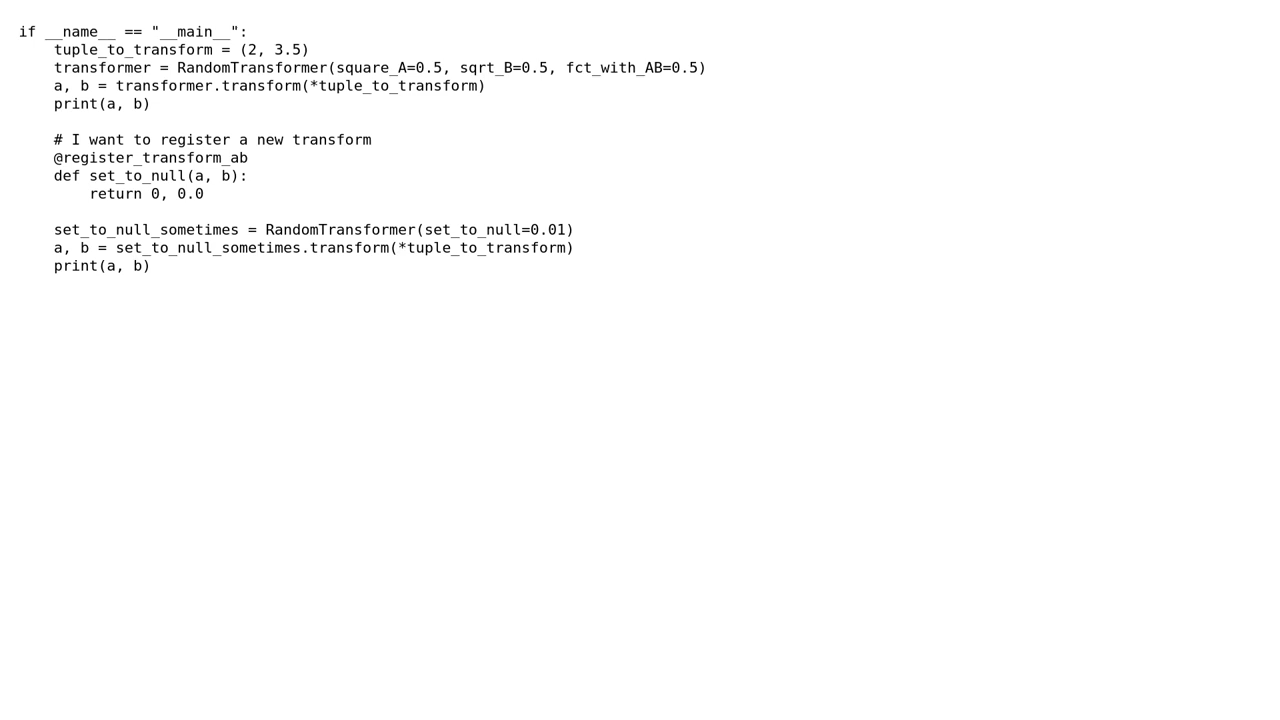 if __name__ == "__main__":
    tuple_to_transform = (2, 3.5)
    transformer = RandomTransformer(square_A=0.5, sqrt_B=0.5, fct_with_AB=0.5)
    a, b = transformer.transform(*tuple_to_transform)
    print(a, b)

    # I want to register a new transform
    @register_transform_ab
    def set_to_null(a, b):
        return 0, 0.0

    set_to_null_sometimes = RandomTransformer(set_to_null=0.01)
    a, b = set_to_null_sometimes.transform(*tuple_to_transform)
    print(a, b)